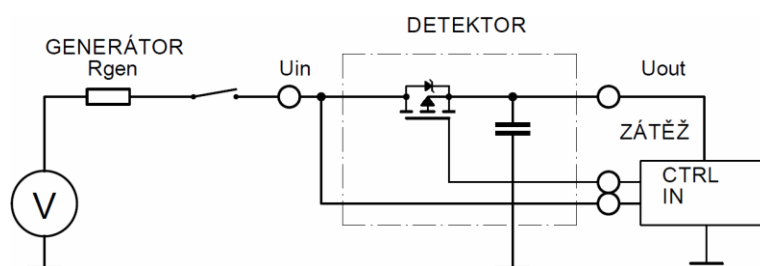 DETEKTOR
GENERÁTOR
Rgen
Uin
Uout
ZÁTĚŽ
CTRL
IN
V